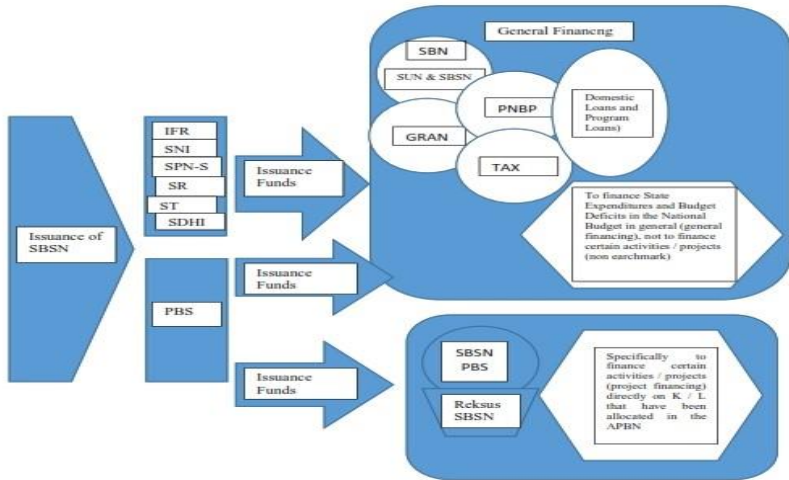 General Financng
SBN
SUN & SBSN
PNBP
GRAN
TAX
Domestic
Loans and
Program
Loans)
To finance State
Expenditures and Budget
Deficits in the National
Budget in general (general
financing), not to finance
certain activities / projects
(non earchmark)
Issuance of
SBSN
IFR
SNI
SPN-S
SR
ST
SDHI
Issuance
Funds
PBS
Issuance
Funds
Issuance
Funds
SBSN
PBS
Reksus
SBSN
Specifically to
finance certain
activities / projects
(project financing)
directly on K / L
that have been
allocated in the
APBN